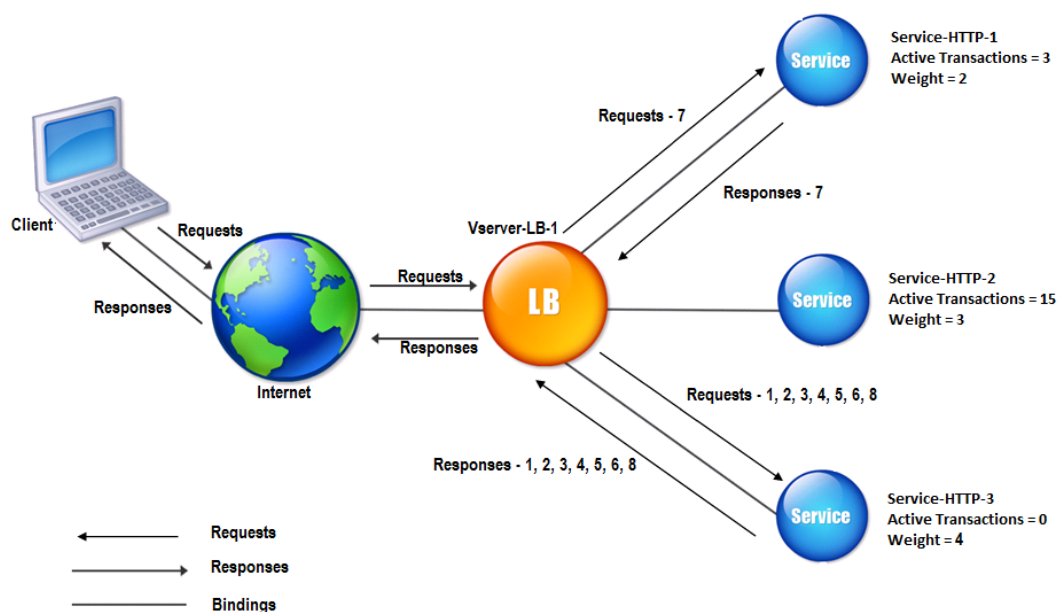 Service-HTTP-1
Active Transactions = 3
Weight = 2
Service
Requests - 7
Responses - 7
Client
Requests
Responses
Vserver-LB-1
Requests
LB
Responses
Internet
Service-HTTP-2
Active Transactions = 15
Weight = 3
Service
Requests - 1, 2, 3, 4, 5, 6, 8
Responses - 1, 2, 3, 4, 5, 6, 8
Service-HTTP-3
Active Transactions = 0
Weight = 4
Service
Requests
Responses
Bindings